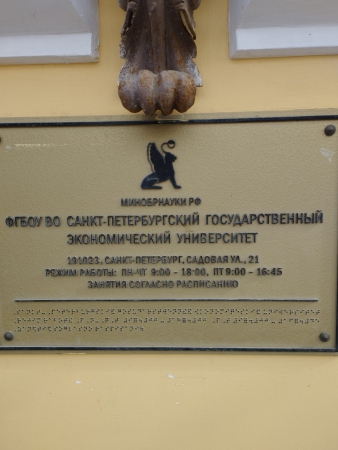 МИНОБРНАУКИ РФ
ФГБОУ ВО САНКТ-ПЕТЕРБУРГСКИЙ ГОСУДАРСТВЕННЫЙ
ЭКОНОМИЧЕСКИЙ УНИВЕРСИТЕТ
191023, САНКТ-ПЕТЕРБУРГ, САДОВАЯ УЛ., 21
РЕЖИМ РАБОТЫ: ПН-ЧТ 9:00 - 18:00, ПТ 9:00 - 16:45
ЗАНЯТИЯ СОГЛАСНО РАСПИСАНИЮ